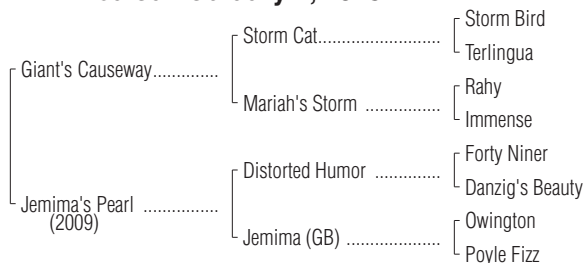 Storm Bird
Storm Cat........................
Terlingua
Giant's Causeway..............
Rahy
Mariah's Storm ................
Immense
Forty Niner
Distorted Humor ................
Danzig's Beauty
Jemima's Pearl ................
(2009)
Owington
Jemima (GB) ....................
Poyle Fizz